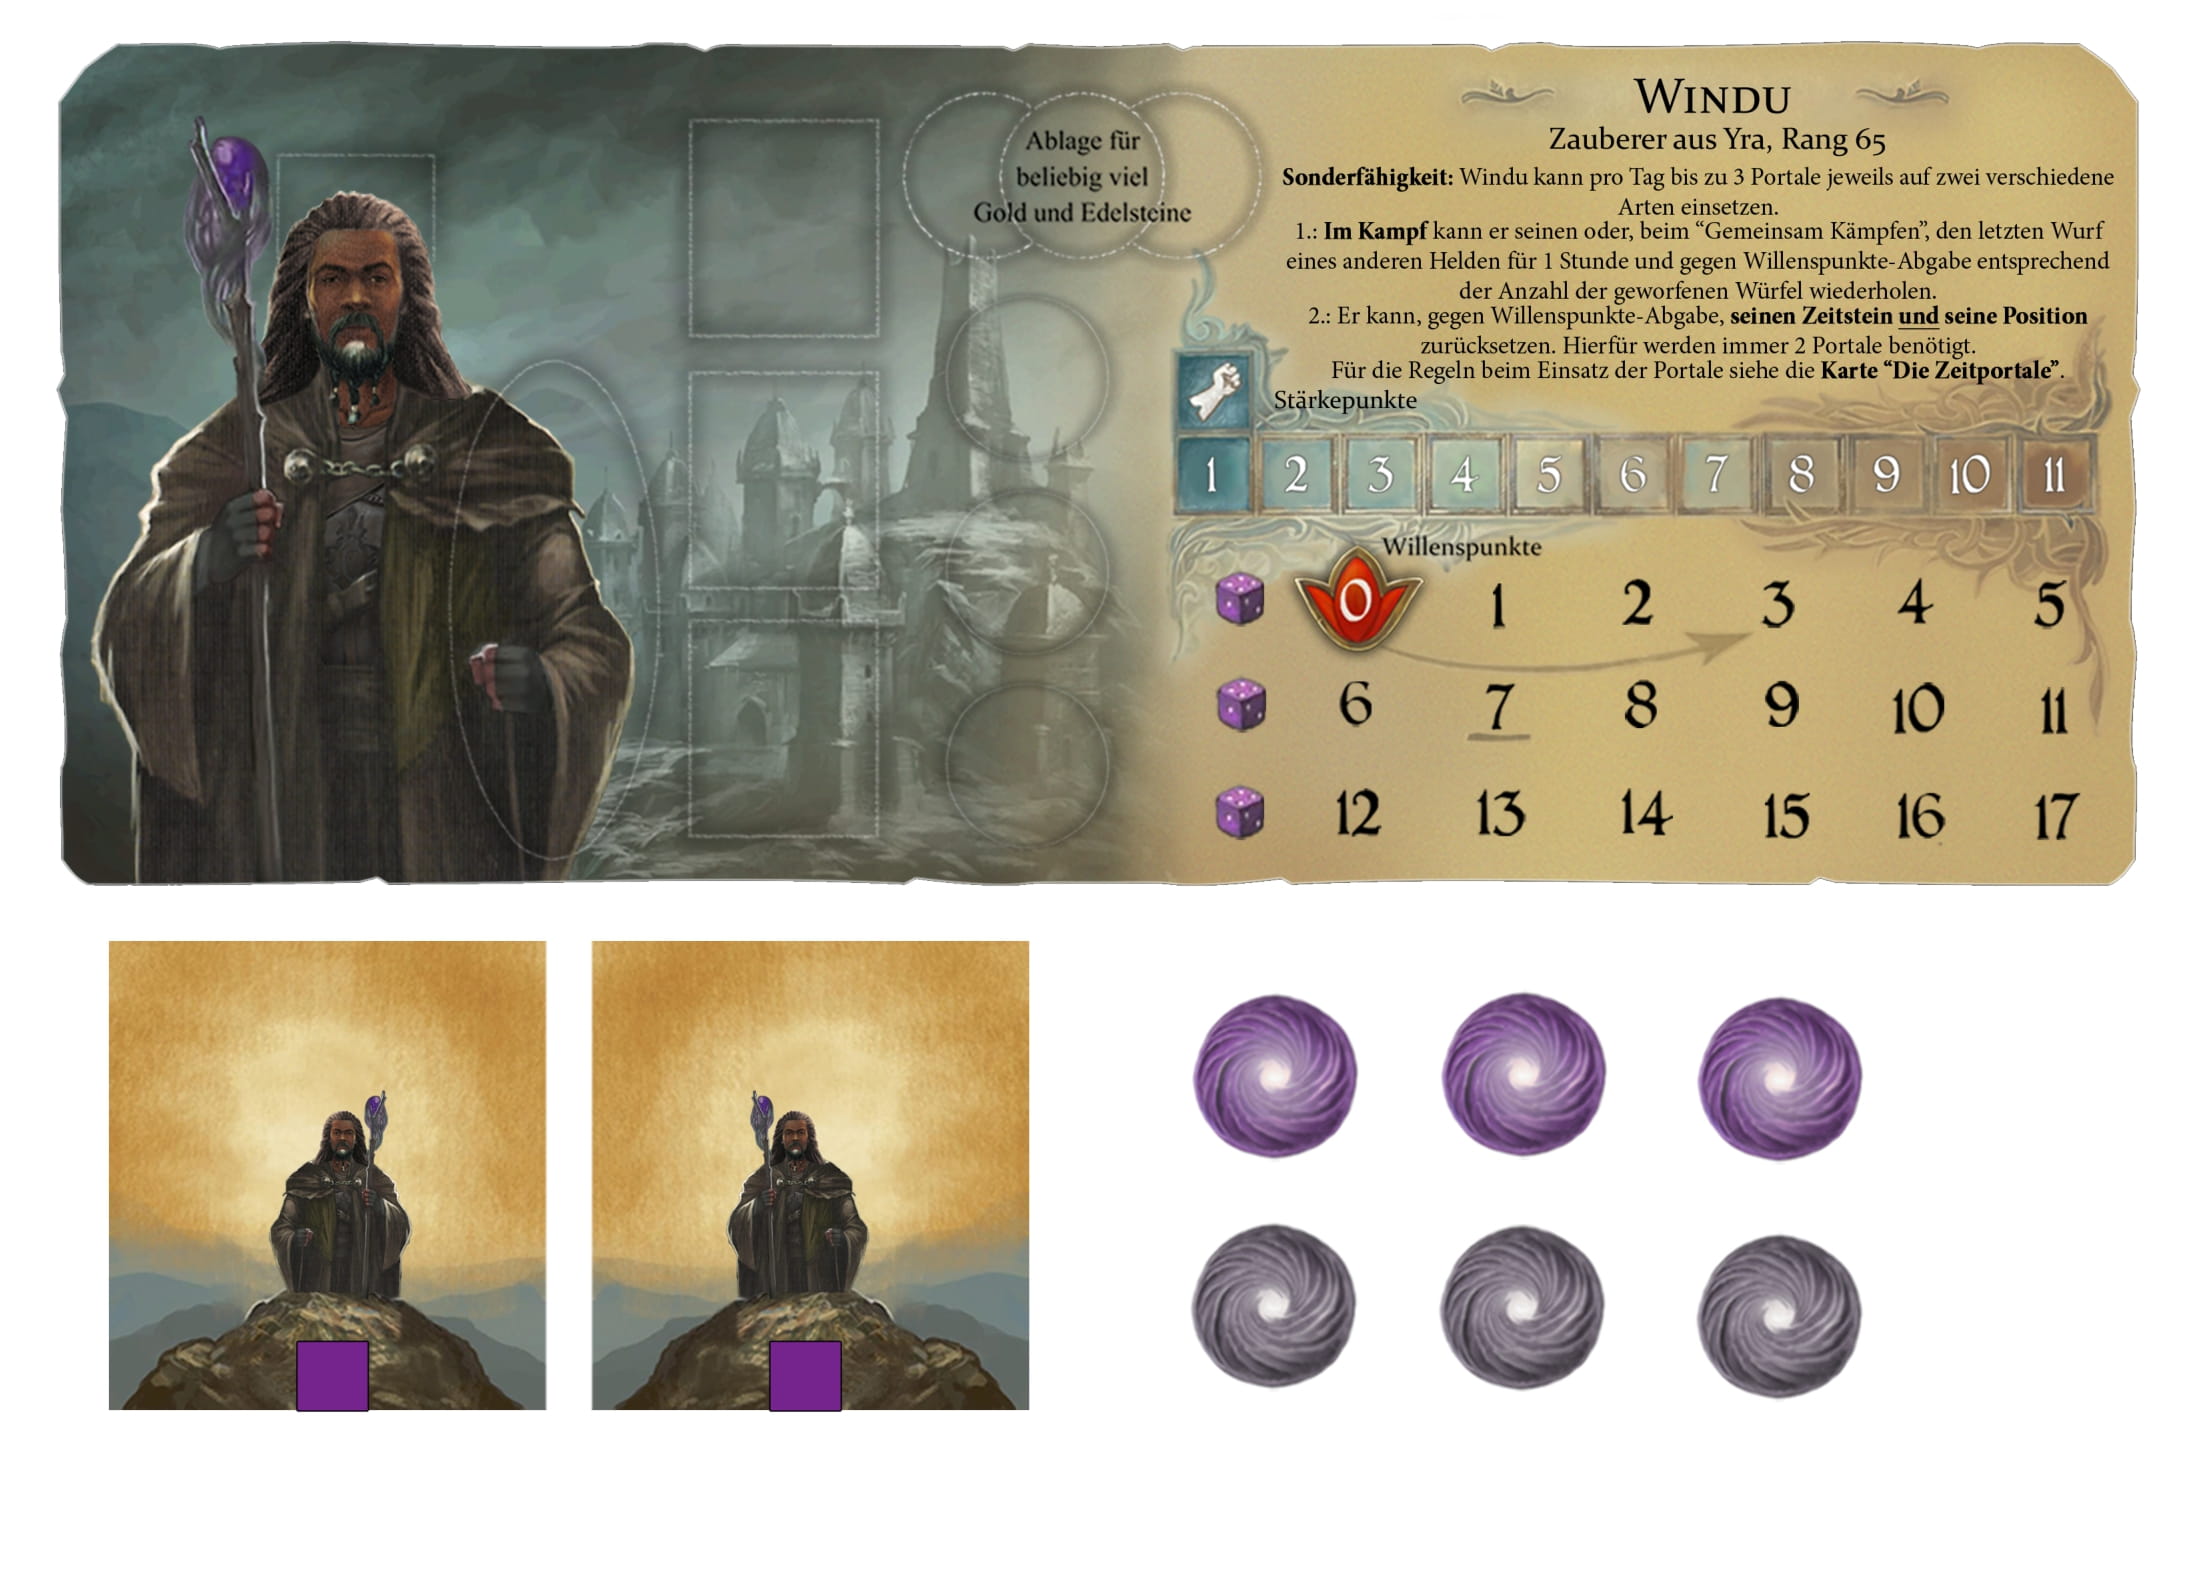 Ablage für
beliebig viel
Gold und Edelsteine
WINDU
Zauberer aus Yra, Rang 65
Sonderfähigkeit: Windu kann pro Tag bis zu 3 Portale jeweils auf zwei verschiedene
Arten einsetzen.
1.: Im Kampf kann er seinen oder, beim “Gemeinsam Kämpfen”, den letzten Wurf
eines anderen Helden für 1 Stunde und gegen Willenspunkte-Abgabe entsprechend
der Anzahl der geworfenen Würfel wiederholen.
2.: Er kann, gegen Willenspunkte-Abgabe, seinen Zeitstein und seine Position
zurücksetzen. Hierfür werden immer 2 Portale benötigt.
Für die Regeln beim Einsatz der Portale siehe die Karte “Die Zeitportale”.
Stärkepunkte
1 2 3 4 5 6 7 8 9 10 11
Willenspunkte
0 1 2 3 4 5
6 7 8 9 10 11
12 13 14 15 16 17